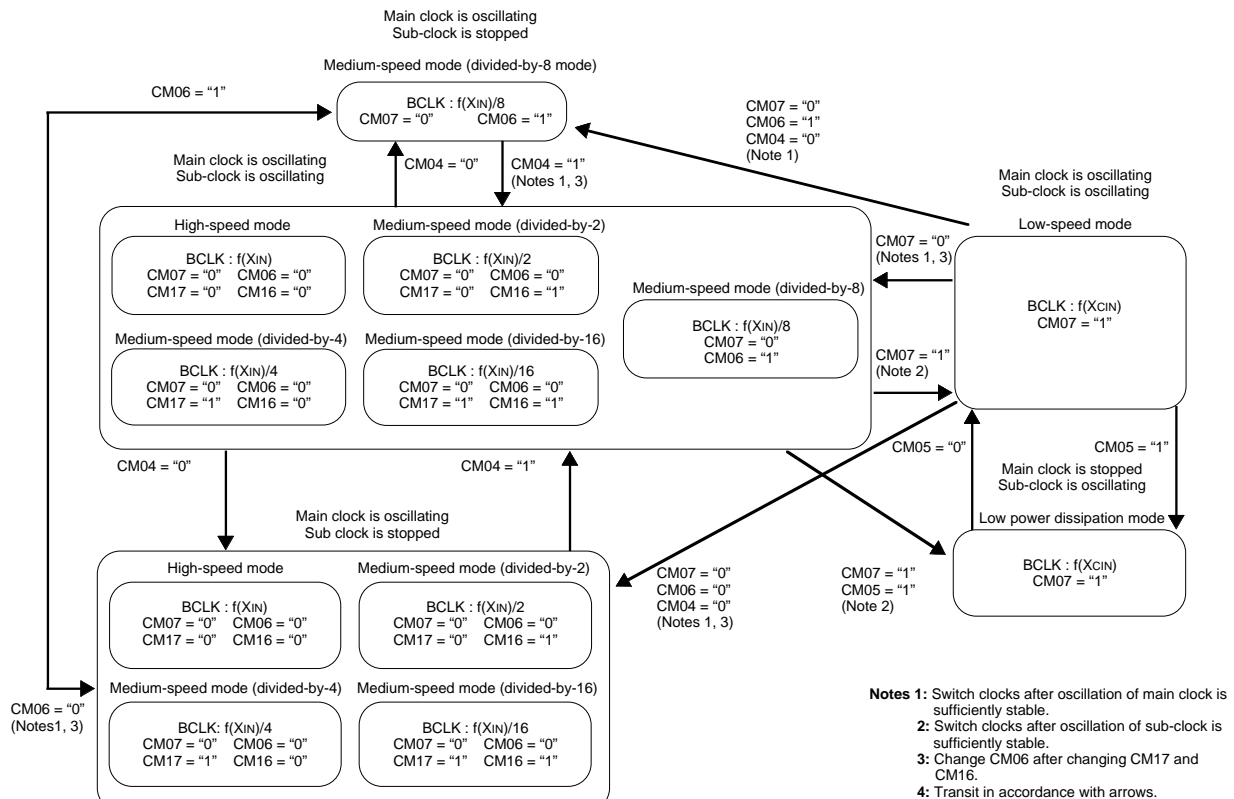 Main clock is oscillating
Sub-clock is stopped
Medium-speed mode (divided-by-8 mode)
CM06 = “1”
BCLK : f(XIN)/8
CM07 = “0” CM06 = “1”
CM07 = “0”
CM06 = “1”
CM04 = “0”
(Note 1)
Main clock is oscillating
Sub-clock is oscillating
CM04 = “0”
CM04 = “1”
(Notes 1, 3)
Main clock is oscillating
Sub-clock is oscillating
High-speed mode
BCLK : f(XIN)
CM07 = “0” CM06 = “0”
CM17 = “0” CM16 = “0”
Medium-speed mode (divided-by-2)
BCLK : f(XIN)/2
CM07 = “0” CM06 = “0”
CM17 = “0” CM16 = “1”
Medium-speed mode (divided-by-4)
BCLK : f(XIN)/4
CM07 = “0” CM06 = “0”
CM17 = “1” CM16 = “0”
Medium-speed mode (divided-by-16)
BCLK : f(XIN)/16
CM07 = “0” CM06 = “0”
CM17 = “1” CM16 = “1”
Medium-speed mode (divided-by-8)
BCLK : f(XIN)/8
CM07 = “0”
CM06 = “1”
CM07 = “0”
(Notes 1, 3)
CM07 = “1”
(Note 2)
Low-speed mode
BCLK : f(XCIN)
CM07 = “1”
CM04 = “0”
CM04 = “1”
CM05 = “0”
CM05 = “1”
Main clock is stopped
Sub-clock is oscillating
Low power dissipation mode
BCLK : f(XCIN)
CM07 = “1”
Main clock is oscillating
Sub clock is stopped
High-speed mode
BCLK : f(XIN)
CM07 = “0” CM06 = “0”
CM17 = “0” CM16 = “0”
Medium-speed mode (divided-by-2)
BCLK : f(XIN)/2
CM07 = “0” CM06 = “0”
CM17 = “0” CM16 = “1”
CM07 = “0”
CM06 = “0”
CM04 = “0”
(Notes 1, 3)
CM07 = “1”
CM05 = “1”
(Note 2)
CM06 = “0”
(Notes1, 3)
Medium-speed mode (divided-by-4)
BCLK: f(XIN)/4
CM07 = “0” CM06 = “0”
CM17 = “1” CM16 = “0”
Medium-speed mode (divided-by-16)
BCLK : f(XIN)/16
CM07 = “0” CM06 = “0”
CM17 = “1” CM16 = “1”
Notes 1: Switch clocks after oscillation of main clock is
sufficiently stable.
2: Switch clocks after oscillation of sub-clock is
sufficiently stable.
3: Change CM06 after changing CM17 and
CM16.
4: Transit in accordance with arrows.